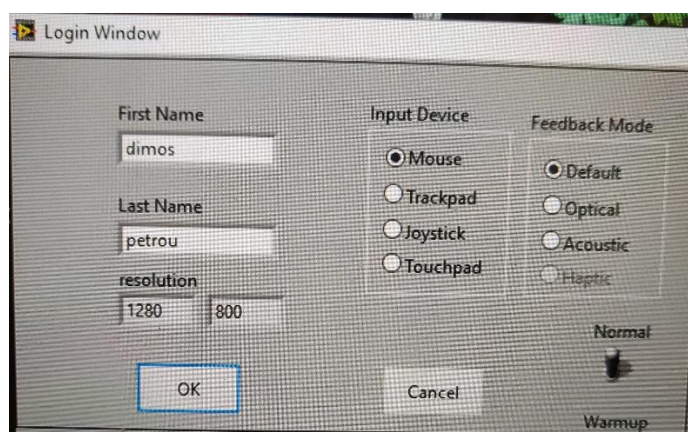 Login Window
First Name
dimos
Last Name
petrou
resolution
1280 800
Input Device
Mouse
Trackpad
Joystick
Touchpad
Feedback Mode
Default
Optical
Acoustic
Haptic
Normal
Warmup
OK
Cancel